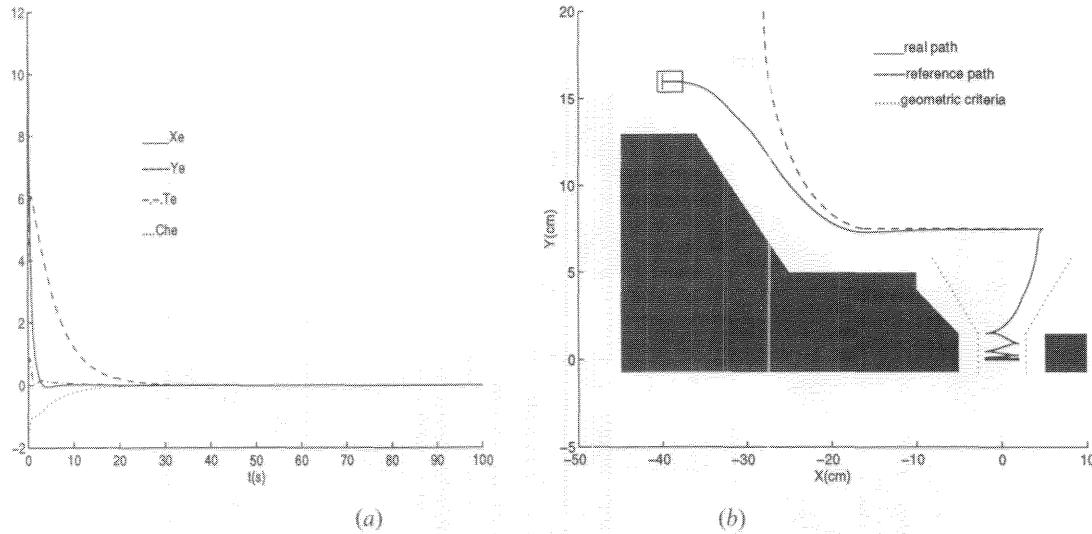 12
10
8
6
4
2
0
−2
0 10 20 30 40 50 60 70 80 90 100
t(s)
Xe
Ye
Te
Che
(a)
20
15
10
5
0
−5
Y(cm)
−50 −40 −30 −20 −10 0 10
X(cm)
real path
reference path
geometric criteria
(b)